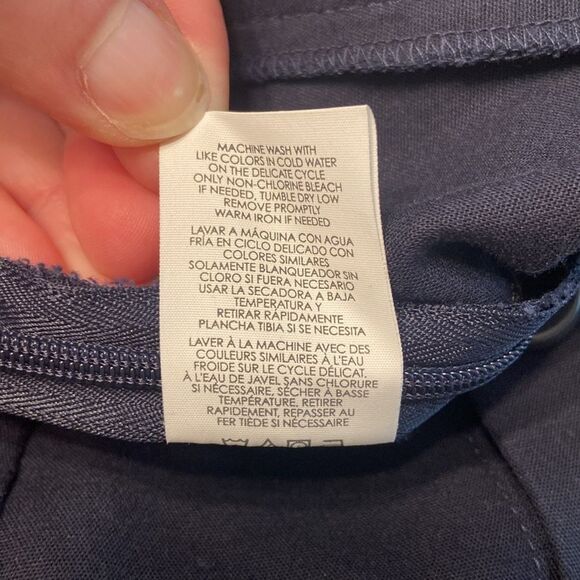 MACHINE WASH WITH
LIKE COLORS IN COLD WATER
ON THE DELICATE CYCLE
ONLY NON-CHLORINE BLEACH
IF NEEDED, TUMBLE DRY LOW
REMOVE PROMPTLY
WARM IRON IF NEEDED
LAVAR A MÁQUINA CON AGUA
FRÍA EN CICLO DELICADO CON
COLORES SIMILARES
SOLAMENTE BLANQUEADOR SIN
CLORO SI FUERA NECESARIO
USAR LA SECADORA A BAJA
TEMPERATURA Y
RETIRAR RÁPIDAMENTE
PLANCHA TIBIA SI SE NECESITA
LAVER À LA MACHINE AVEC DES
COULEURS SIMILAIRES À L'EAU
FROIDE SUR LE CYCLE DÉLICAT.
À L'EAU DE JAVEL SANS CHLORURE
SI NÉCESSAIRE, SÉCHER À BASSE
TEMPÉRATURE, RETIRER
RAPIDEMENT, REPASSER AU
FER TIÈDE SI NÉCESSAIRE